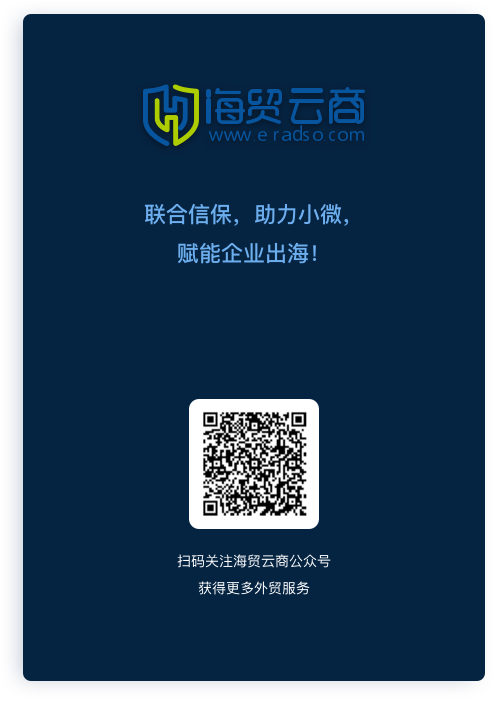 海贸云商
www.eradso.com
联合信保，助力小微，
赋能企业出海！
扫码关注海贸云商公众号
获得更多外贸服务